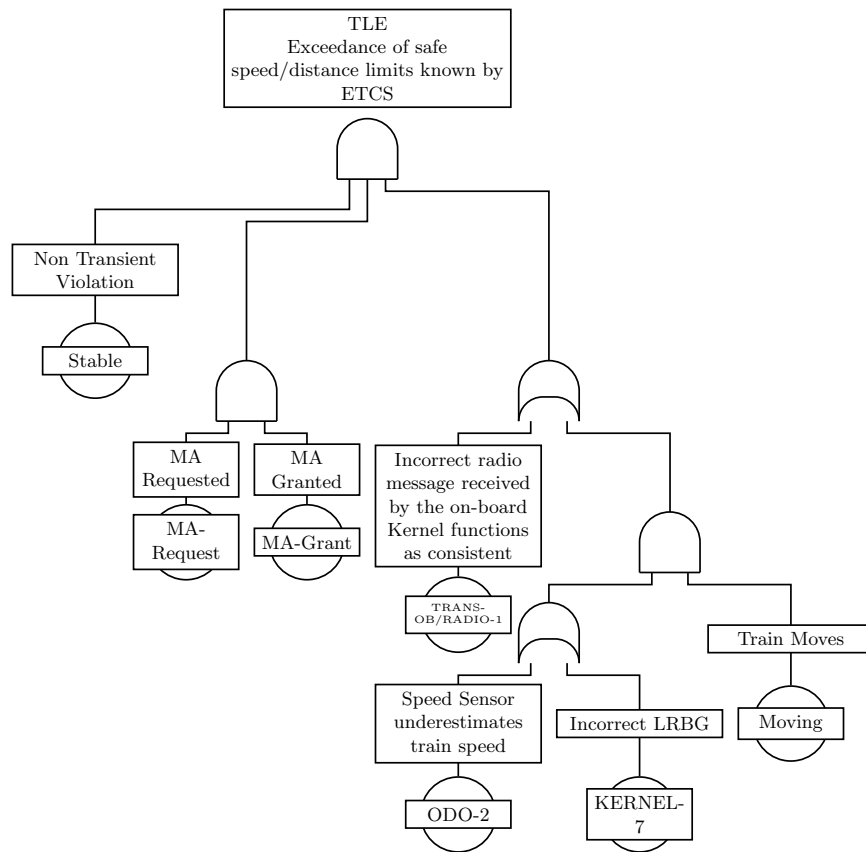 TLE
Exceedance of safe
speed/distance limits known by
ETCS
Non Transient
Violation
Stable
MA
Requested
MA
Granted
Incorrect radio
message received
by the on-board
Kernel functions
as consistent
MA-
Request
MA-Grant
TRANS-
OB/RADIO-1
Train Moves
Speed Sensor
underestimates
train speed
Incorrect LRBG
Moving
ODO-2
KERNEL-
7